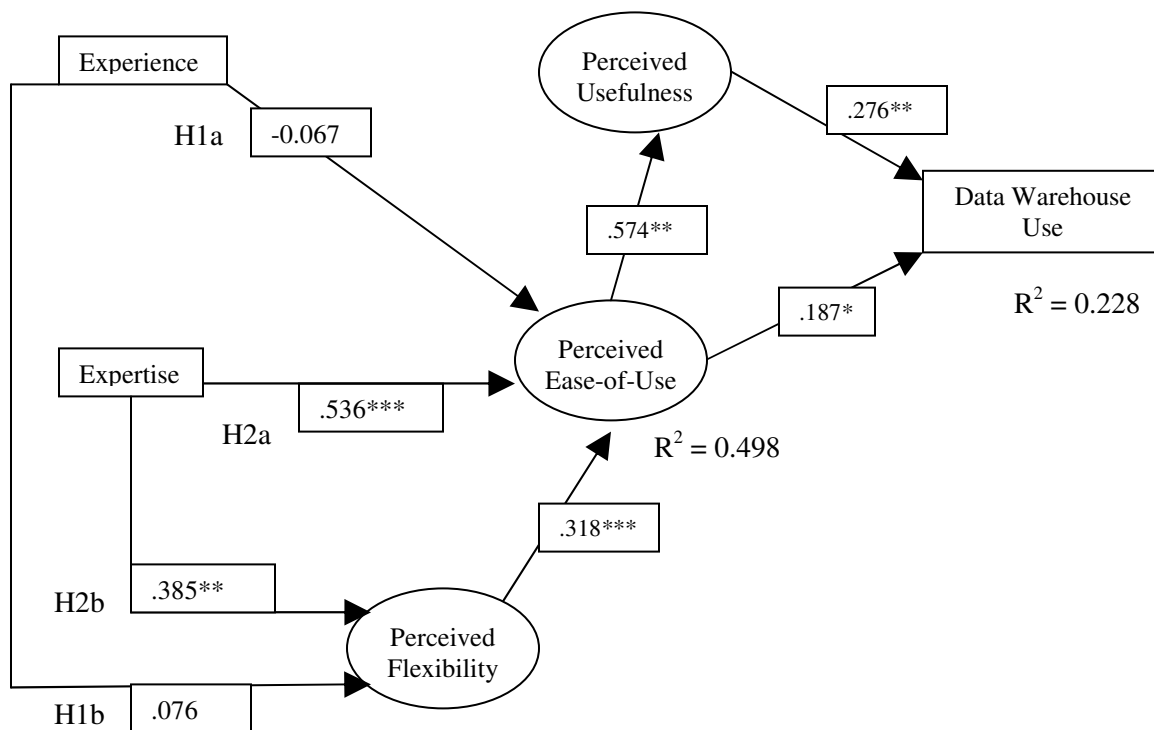 Experience
Perceived
Usefulness
H1a
-0.067
.276**
Data Warehouse
Use
.574**
.187*
R² = 0.228
Perceived
Ease-of-Use
Expertise
.536***
H2a
R² = 0.498
.318***
.385**
H2b
Perceived
Flexibility
H1b
.076